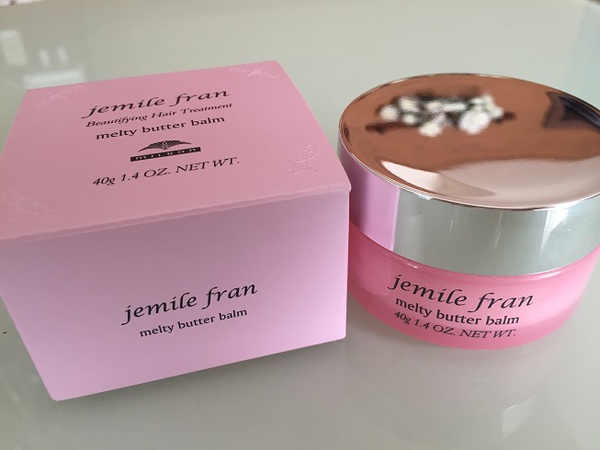 jemile fran
Beautifying Hair Treatment
melty butter balm
milbon
40g 1.4 OZ. NET WT.
jemile fran
melty butter balm
jemile fran
melty butter balm
40g 1.4 OZ. NET WT.